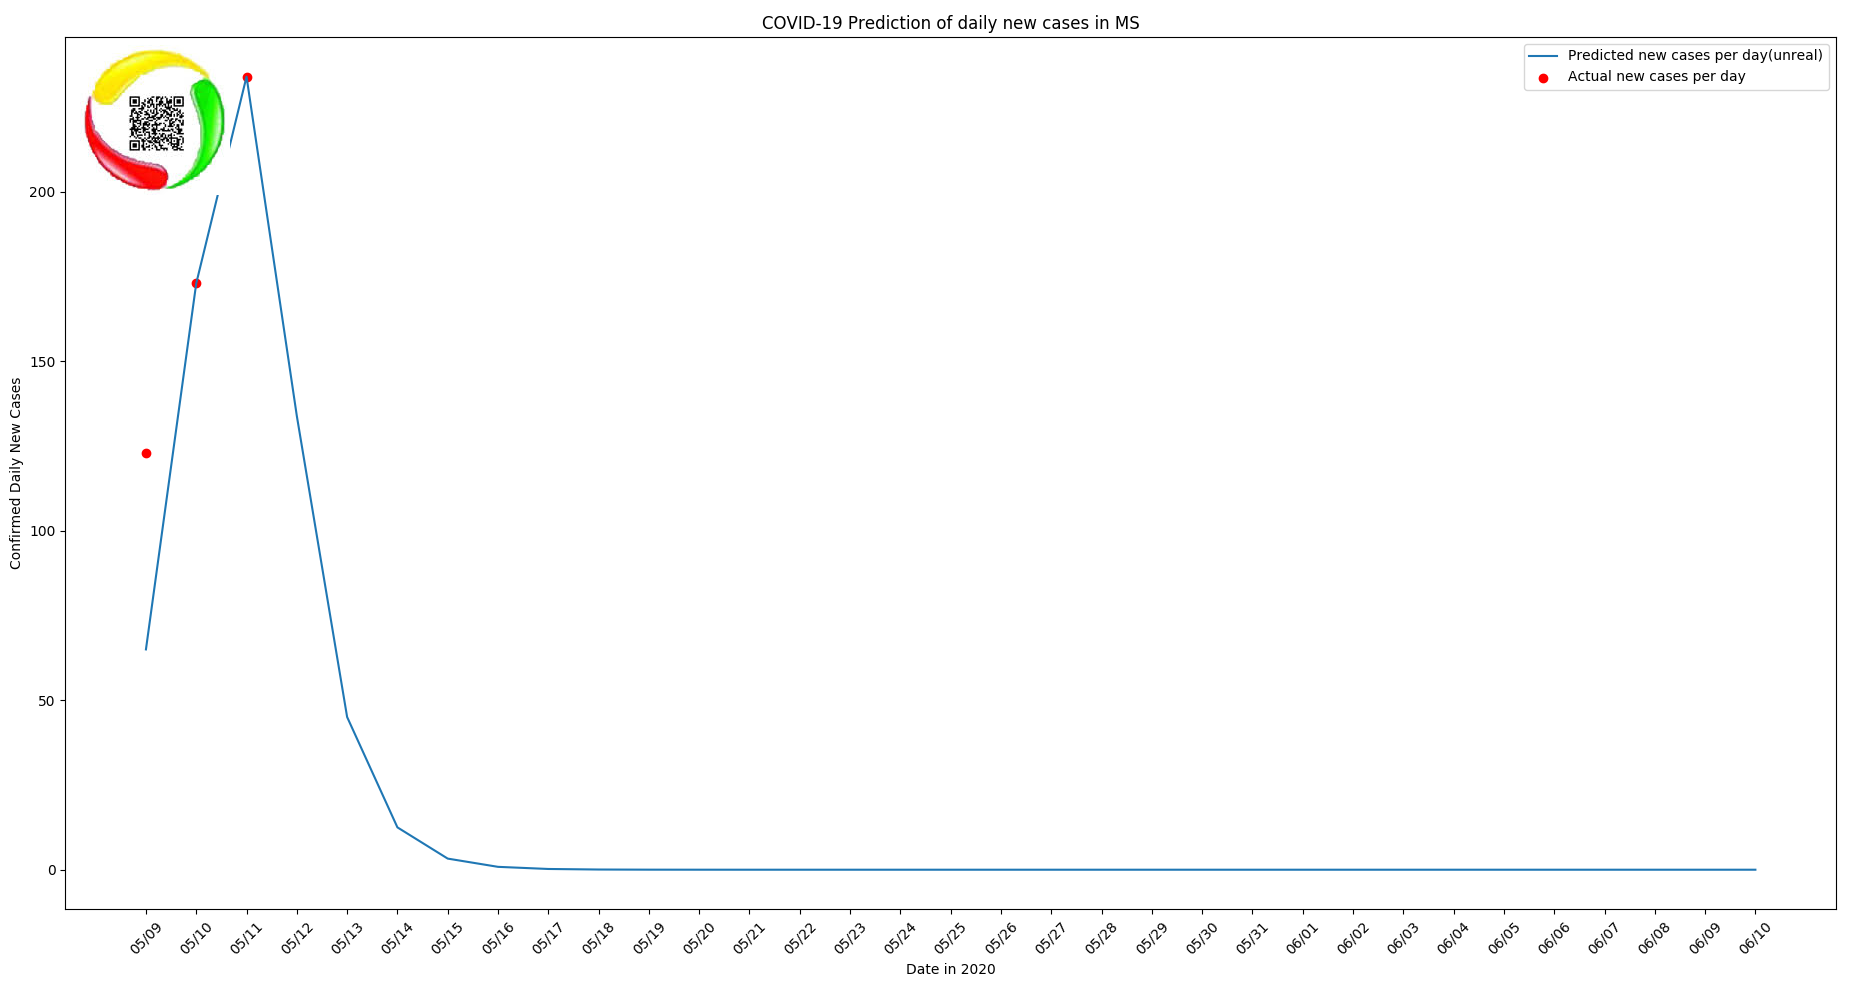 COVID-19 Prediction of daily new cases in MS
Predicted new cases per day(unreal)
Actual new cases per day
Confirmed Daily New Cases
200
150
100
50
0
05/09 05/10 05/11 05/12 05/13 05/14 05/15 05/16 05/17 05/18 05/19 05/20 05/21 05/22 05/23 05/24 05/25 05/26 05/27 05/28 05/29 05/30 05/31 06/01 06/02 06/03 06/04 06/05 06/06 06/07 06/08 06/09 06/10
Date in 2020